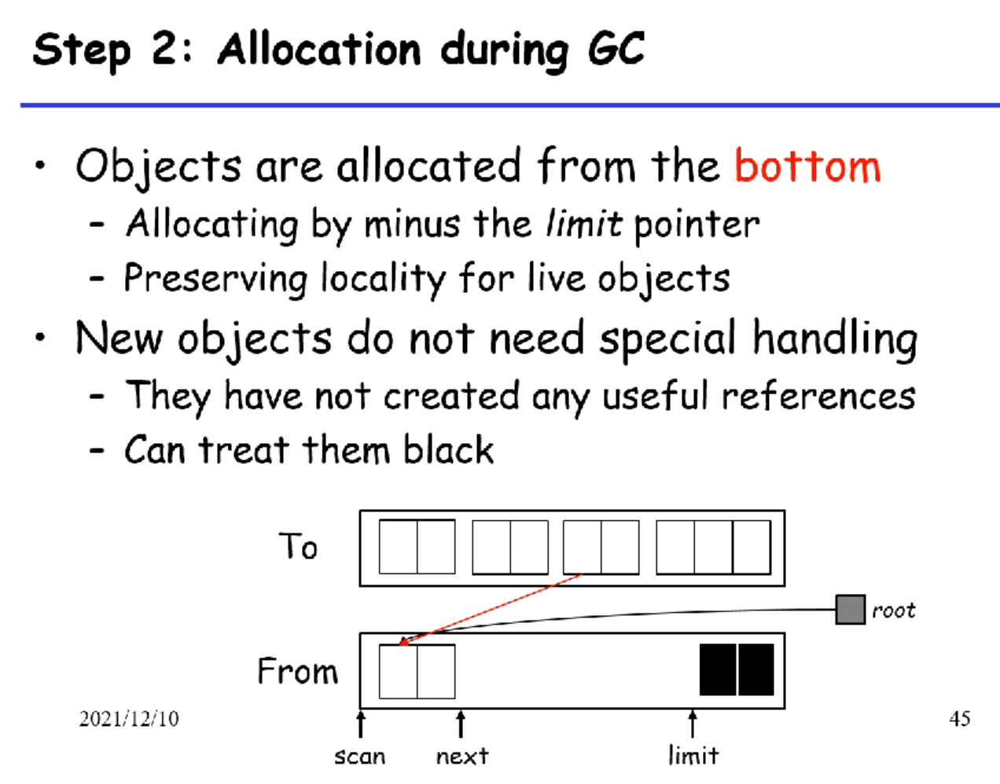 Step 2: Allocation during GC
• Objects are allocated from the bottom
– Allocating by minus the limit pointer
– Preserving locality for live objects
• New objects do not need special handling
– They have not created any useful references
– Can treat them black
To
root
From
2021/12/10
45
scan next limit